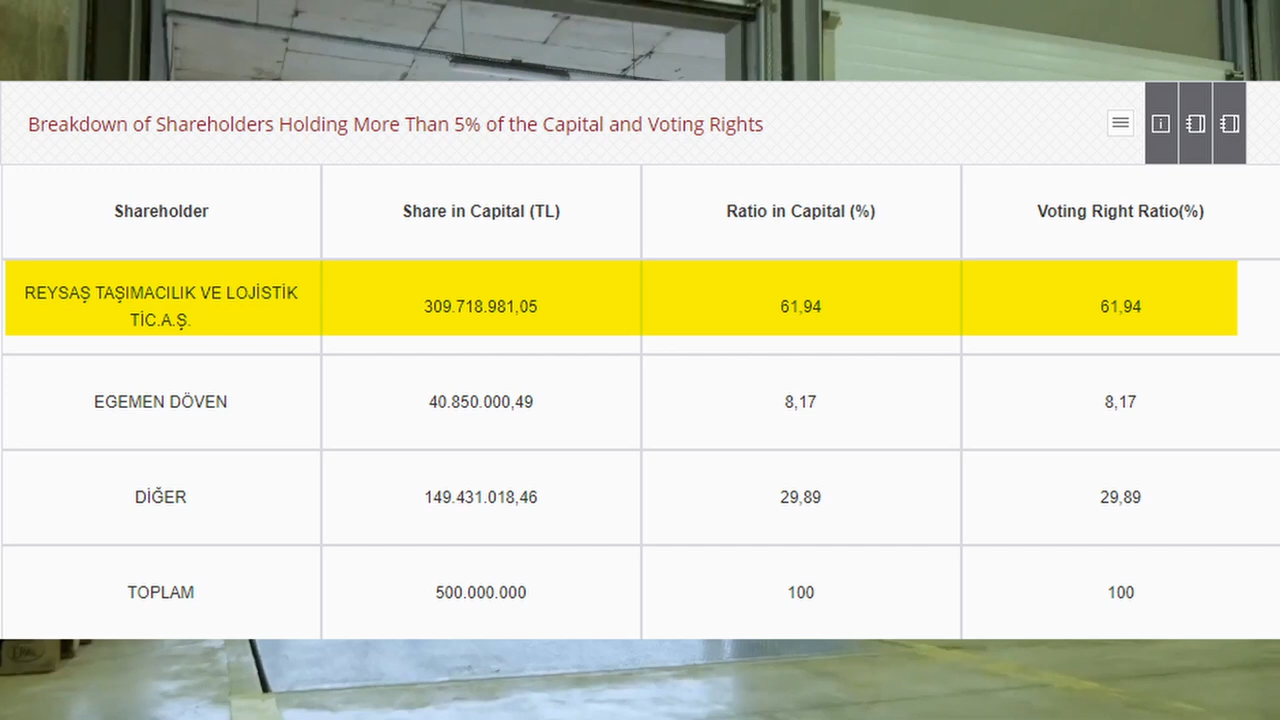 Breakdown of Shareholders Holding More Than 5% of the Capital and Voting Rights
Shareholder Share in Capital (TL) Ratio in Capital (%) Voting Right Ratio(%)
REYSAŞ TAŞIMACILIK VE LOJİSTİK
TİC.A.Ş. 309.718.981,05 61,94 61,94
EGEMEN DÖVEN 40.850.000,49 8,17 8,17
DİĞER 149.431.018,46 29,89 29,89
TOPLAM 500.000.000 100 100